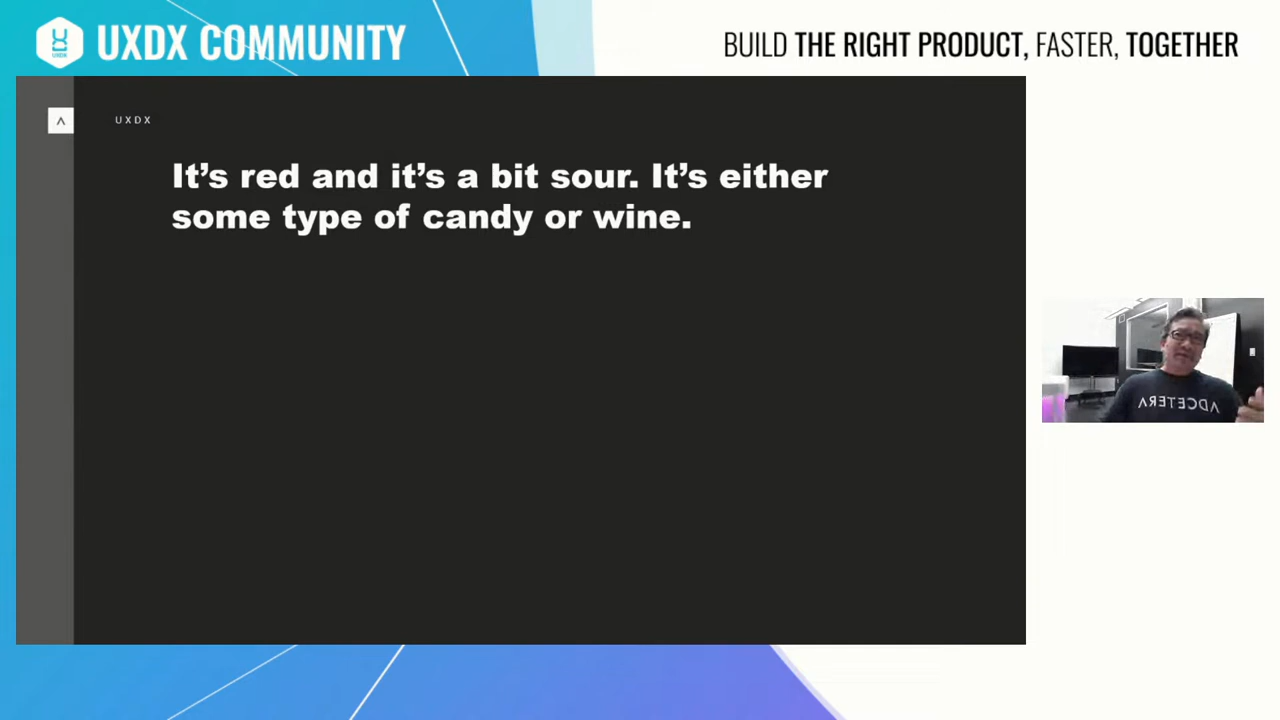 UXDX COMMUNITY
BUILD THE RIGHT PRODUCT, FASTER, TOGETHER
UXDX
UXDX
It's red and it's a bit sour. It's either
some type of candy or wine.
ADCETERA